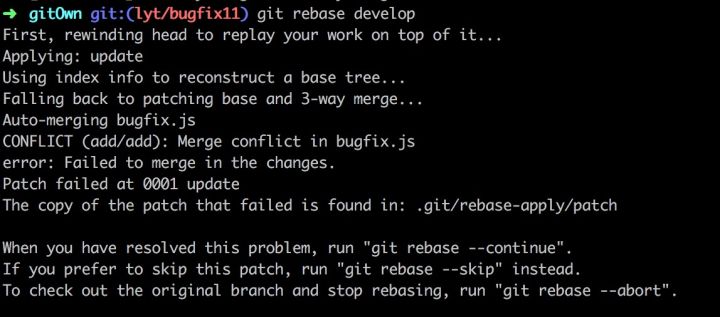 ➜ gitOwn git:(lyt/bugfix11) git rebase develop
First, rewinding head to replay your work on top of it...
Applying: update
Using index info to reconstruct a base tree...
Falling back to patching base and 3-way merge...
Auto-merging bugfix.js
CONFLICT (add/add): Merge conflict in bugfix.js
error: Failed to merge in the changes.
Patch failed at 0001 update
The copy of the patch that failed is found in: .git/rebase-apply/patch

When you have resolved this problem, run "git rebase --continue".
If you prefer to skip this patch, run "git rebase --skip" instead.
To check out the original branch and stop rebasing, run "git rebase --abort".